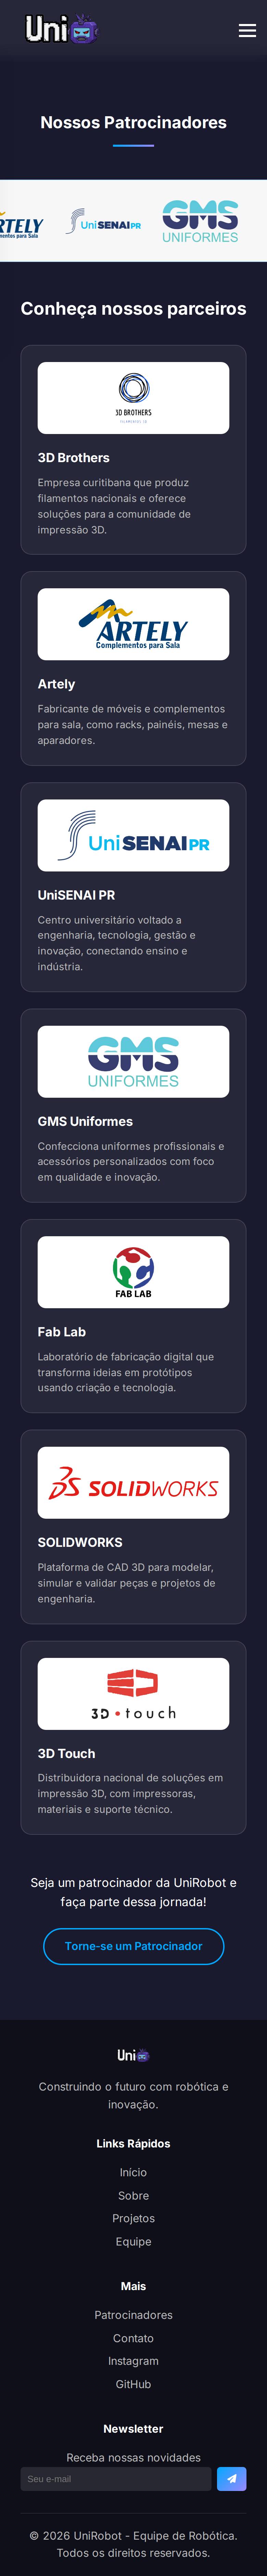 Uni
Nossos Patrocinadores
ARTELY
UniSENAIPR
GMS
UNIFORMES
Conheça nossos parceiros
3D BROTHERS
3D Brothers
Empresa curitibana que produz
filamentos nacionais e oferece
soluções para a comunidade de
impressão 3D.
ARTELY
Complementos para Sala
Artely
Fabricante de móveis e complementos
para sala, como racks, painéis, mesas e
aparadores.
UniSENAIPR
UniSENAI PR
Centro universitário voltado a
engenharia, tecnologia, gestão e
inovação, conectando ensino e
indústria.
GMS
UNIFORMES
GMS Uniformes
Confecciona uniformes profissionais e
acessórios personalizados com foco
em qualidade e inovação.
FAB LAB
Fab Lab
Laboratório de fabricação digital que
transforma ideias em protótipos
usando criação e tecnologia.
SOLIDWORKS
SOLIDWORKS
Plataforma de CAD 3D para modelar,
simular e validar peças e projetos de
engenharia.
3D touch
3D Touch
Distribuidora nacional de soluções em
impressão 3D, com impressoras,
materiais e suporte técnico.
Seja um patrocinador da UniRobot e
faça parte dessa jornada!
Torne-se um Patrocinador
Uni
Construindo o futuro com robótica e
inovação.
Links Rápidos
Início
Sobre
Projetos
Equipe
Mais
Patrocinadores
Contato
Instagram
GitHub
Newsletter
Receba nossas novidades
Seu e-mail
© 2026 UniRobot - Equipe de Robótica.
Todos os direitos reservados.